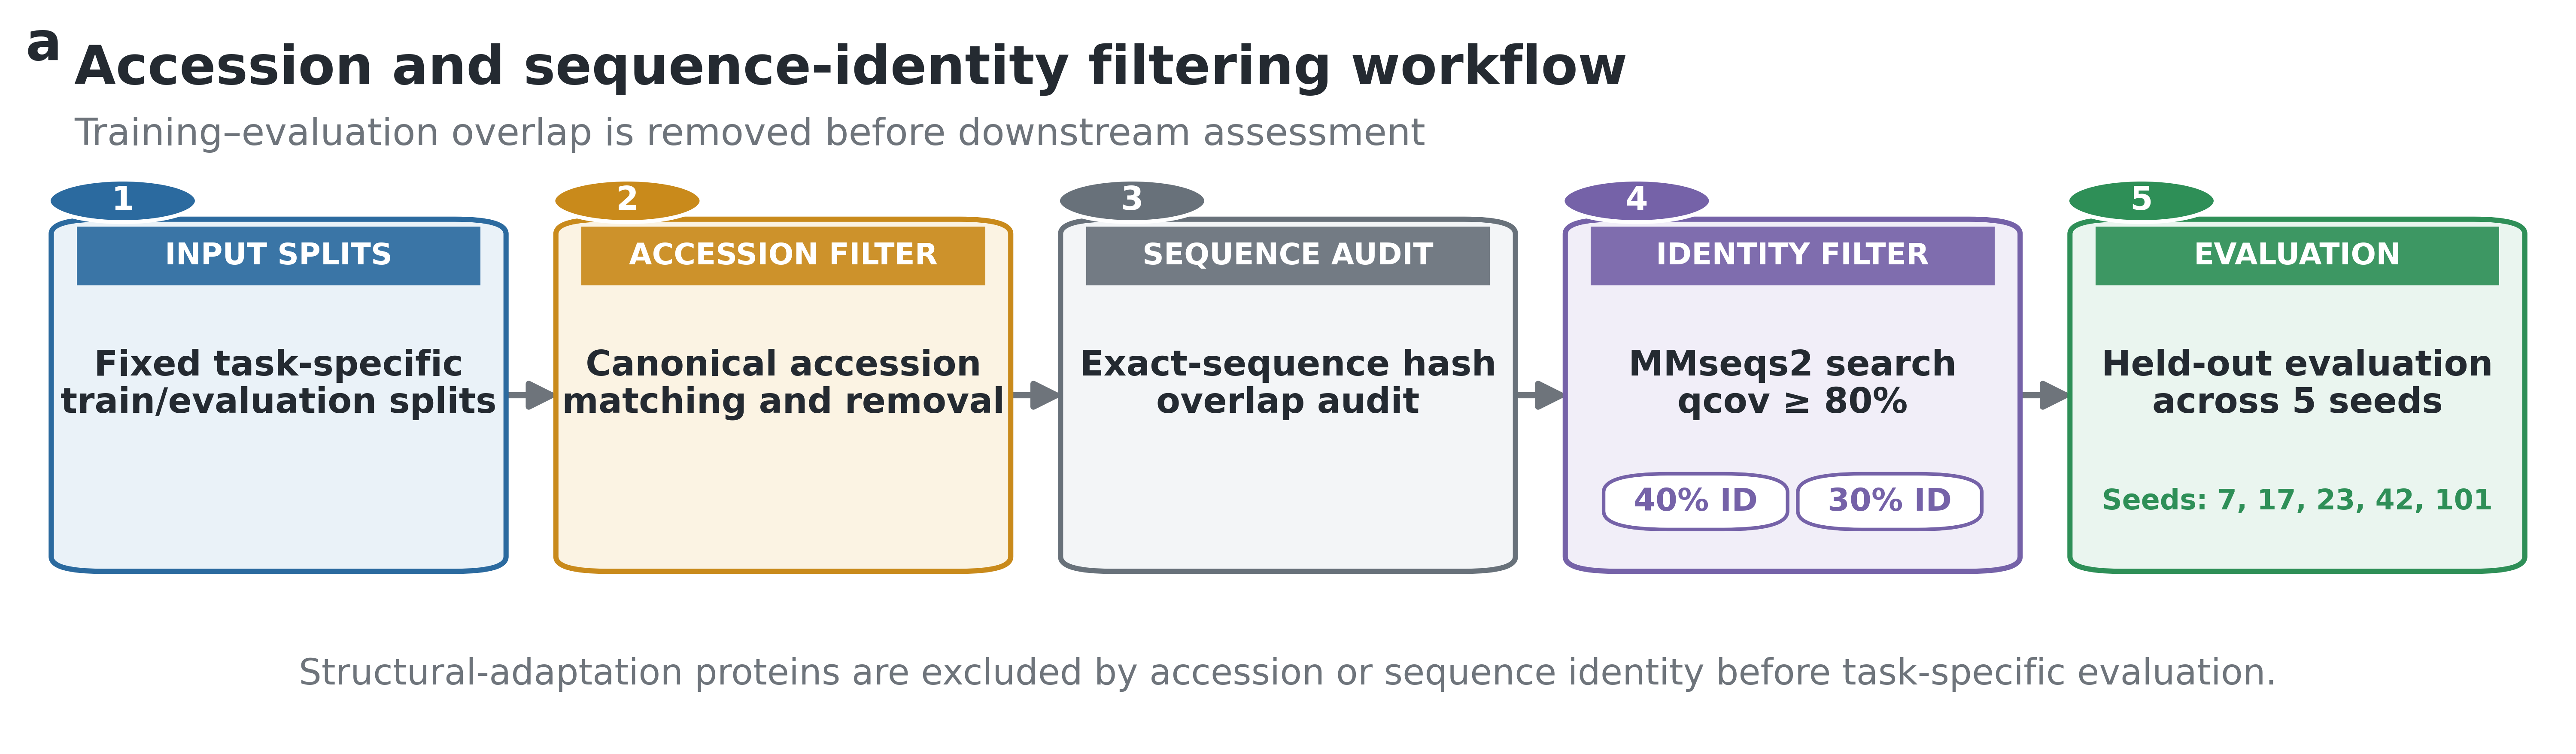 a
Accession and sequence-identity filtering workflow
Training–evaluation overlap is removed before downstream assessment
1
INPUT SPLITS
Fixed task-specific
train/evaluation splits
2
ACCESSION FILTER
Canonical accession
matching and removal
3
SEQUENCE AUDIT
Exact-sequence hash
overlap audit
4
IDENTITY FILTER
MMseqs2 search
qcov ≥ 80%
40% ID
30% ID
5
EVALUATION
Held-out evaluation
across 5 seeds
Seeds: 7, 17, 23, 42, 101
Structural-adaptation proteins are excluded by accession or sequence identity before task-specific evaluation.